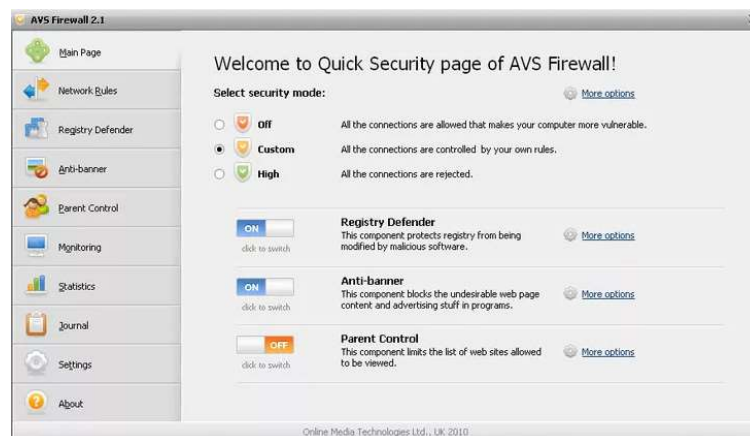 AVS Firewall 2.1
Main Page
Network Rules
Registry Defender
Anti-banner
Parent Control
Monitoring
Statistics
Journal
Settings
About
Welcome to Quick Security page of AVS Firewall!
Select security mode:
More options
Off
All the connections are allowed that makes your computer more vulnerable.
Custom
All the connections are controlled by your own rules.
High
All the connections are rejected.
ON
click to switch
Registry Defender
This component protects registry from being
modified by malicious software.
More options
ON
click to switch
Anti-banner
This component blocks the undesirable web page
content and advertising stuff in programs.
More options
OFF
click to switch
Parent Control
This component limits the list of web sites allowed
to be viewed.
More options
Online Media Technologies Ltd., UK 2010